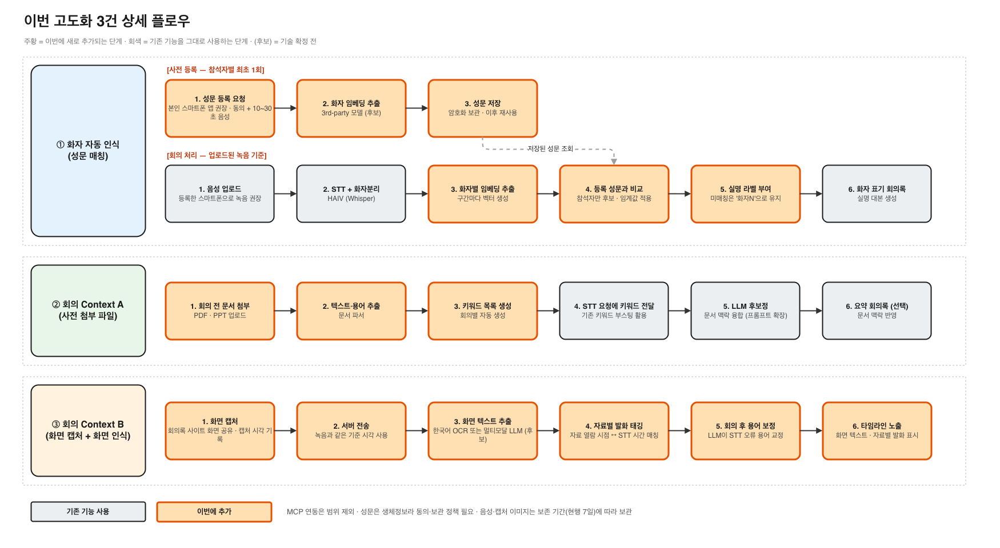 이번 고도화 3건 상세 플로우
주황 = 이번에 새로 추가되는 단계 · 회색 = 기존 기능을 그대로 사용하는 단계 · (후보) = 기술 확정 전
① 화자 자동 인식
(성문 매칭)
[사전 등록 — 참석자별 최초 1회]
1. 성문 등록 요청
본인 스마트폰 앱 권장 · 동의 + 10~30
초 음성
2. 화자 임베딩 추출
3rd-party 모델 (후보)
3. 성문 저장
암호화 보관 · 이후 재사용
저장된 성문 조회
[회의 처리 — 업로드된 녹음 기준]
1. 음성 업로드
등록한 스마트폰으로 녹음 권장
2. STT + 화자분리
HAIV (Whisper)
3. 화자별 임베딩 추출
구간마다 벡터 생성
4. 등록 성문과 비교
참석자만 후보 · 임계값 적용
5. 실명 라벨 부여
미매칭은 '화자N'으로 유지
6. 화자 표기 회의록
실명 대본 생성
② 회의 Context A
(사전 첨부 파일)
1. 회의 전 문서 첨부
PDF · PPT 업로드
2. 텍스트·용어 추출
문서 파서
3. 키워드 목록 생성
회의별 자동 생성
4. STT 요청에 키워드 전달
기존 키워드 부스팅 활용
5. LLM 후보정
문서 맥락 융합 (프롬프트 확장)
6. 요약 회의록 (선택)
문서 맥락 반영
③ 회의 Context B
(화면 캡처 + 화면 인식)
1. 화면 캡처
회의록 사이트 화면 공유 · 캡처 시각 기
록
2. 서버 전송
녹음과 같은 기준 시각 사용
3. 화면 텍스트 추출
한국어 OCR 또는 멀티모달 LLM (후
보)
4. 자료별 발화 태깅
자료 열람 시점 ↔ STT 시간 매칭
5. 회의 후 용어 보정
LLM이 STT 오류 용어 교정
6. 타임라인 노출
화면 텍스트 · 자료별 발화 표시
기존 기능 사용
이번에 추가
MCP 연동은 범위 제외 · 성문은 생체정보라 동의·보관 정책 필요 · 음성·캡처 이미지는 보존 기간(현행 7일)에 따라 보관